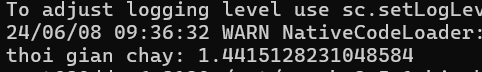 To adjust logging level use sc.setLogLev
24/06/08 09:36:32 WARN NativeCodeLoader:
thoi gian chay: 1.4415128231048584